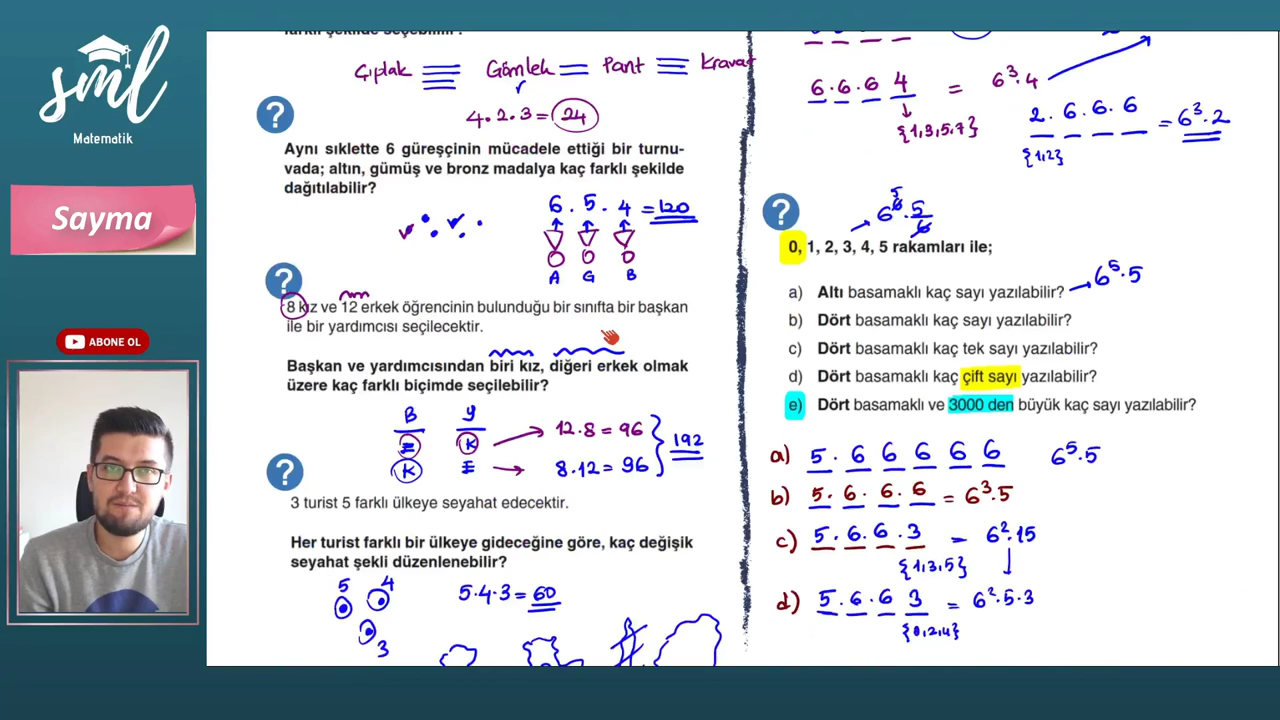 sml
Matematik
Sayma
ABONE OL
Çıplak Gömlek Pant Kravat
4.2.3 = 24
Aynı sıklette 6 güreşçinin mücadele ettiği bir turnu-
vada; altın, gümüş ve bronz madalya kaç farklı şekilde
dağıtılabilir?
6 . 5 . 4 = 120
A G B
8 kız ve 12 erkek öğrencinin bulunduğu bir sınıfta bir başkan
ile bir yardımcısı seçilecektir.
Başkan ve yardımcısından biri kız, diğeri erkek olmak
üzere kaç farklı biçimde seçilebilir?
B Y
E K → 12.8 = 96
K E → 8.12 = 96
192
3 turist 5 farklı ülkeye seyahat edecektir.
Her turist farklı bir ülkeye gideceğine göre, kaç değişik
seyahat şekli düzenlenebilir?
5 4 3
5.4.3 = 60
6.6.6 4 = 6³.4
{1,3,5,7}
2. 6. 6. 6 = 6³.2
{1,2}
0, 1, 2, 3, 4, 5 rakamları ile;
a) Altı basamaklı kaç sayı yazılabilir? → 6⁵.5
b) Dört basamaklı kaç sayı yazılabilir?
c) Dört basamaklı kaç tek sayı yazılabilir?
d) Dört basamaklı kaç çift sayı yazılabilir?
e) Dört basamaklı ve 3000 den büyük kaç sayı yazılabilir?
a) 5 . 6 6 6 6 6 6⁵.5
b) 5. 6. 6. 6 = 6³.5
c) 5. 6. 6. 3 = 6².15
{1,3,5}
d) 5. 6. 6 3 = 6².5.3
{0,2,4}